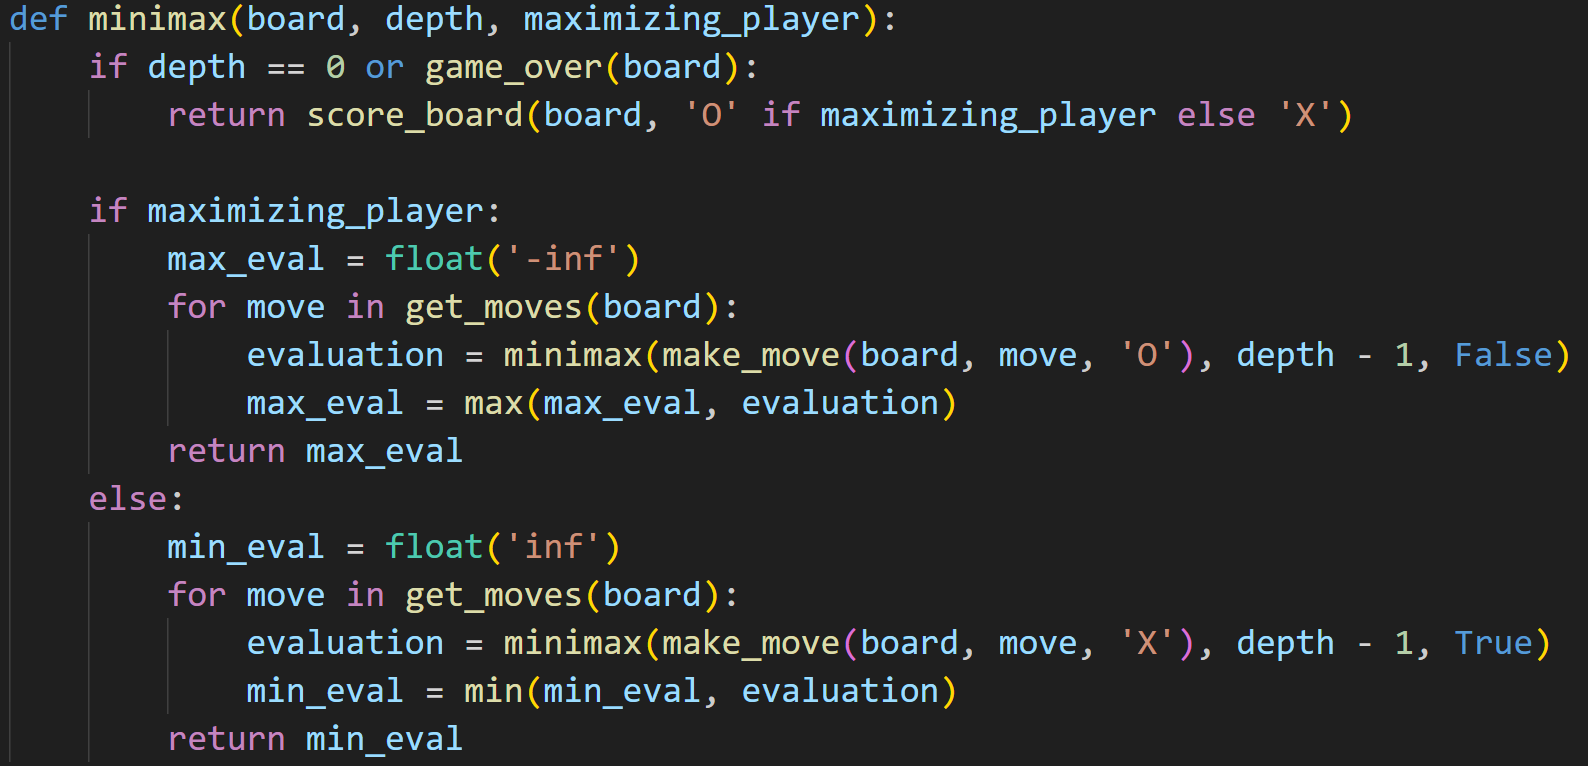 def minimax(board, depth, maximizing_player):
    if depth == 0 or game_over(board):
        return score_board(board, 'O' if maximizing_player else 'X')

    if maximizing_player:
        max_eval = float('-inf')
        for move in get_moves(board):
            evaluation = minimax(make_move(board, move, 'O'), depth - 1, False)
            max_eval = max(max_eval, evaluation)
        return max_eval
    else:
        min_eval = float('inf')
        for move in get_moves(board):
            evaluation = minimax(make_move(board, move, 'X'), depth - 1, True)
            min_eval = min(min_eval, evaluation)
        return min_eval